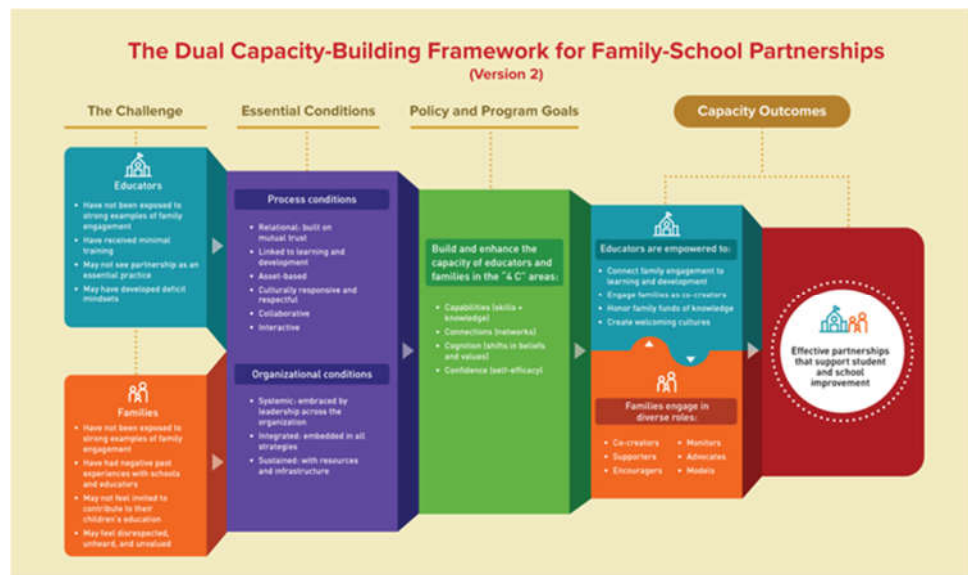 The Dual Capacity-Building Framework for Family-School Partnerships
(Version 2)
The Challenge
Essential Conditions
Policy and Program Goals
Capacity Outcomes
Educators
• Have not been exposed to
strong examples of family
engagement
• Have received minimal
training
• May not see partnership as an
essential practice
• May have developed deficit
mindsets
Families
• Have not been exposed to
strong examples of family
engagement
• Have had negative past
experiences with schools
and educators
• May not feel invited to
contribute to their
children's education
• May feel disrespected,
unheard, and unvalued
Process conditions
• Relational: built on
mutual trust
• Linked to learning and
development
• Asset-based
• Culturally responsive and
respectful
• Collaborative
• Interactive
Organizational conditions
• Systemic: embraced by
leadership across the
organization
• Integrated: embedded in all
strategies
• Sustained: with resources
and infrastructure
Build and enhance the
capacity of educators and
families in the "4 C" areas:
• Capabilities (skills +
knowledge)
• Connections (networks)
• Cognition (shifts in beliefs
and values)
• Confidence (self-efficacy)
Educators are empowered to:
• Connect family engagement to
learning and development
• Engage families as co-creators
• Honor family funds of knowledge
• Create welcoming cultures
Families engage in
diverse roles:
• Co-creators
• Supporters
• Encouragers
• Monitors
• Advocates
• Models
Effective partnerships
that support student
and school
improvement